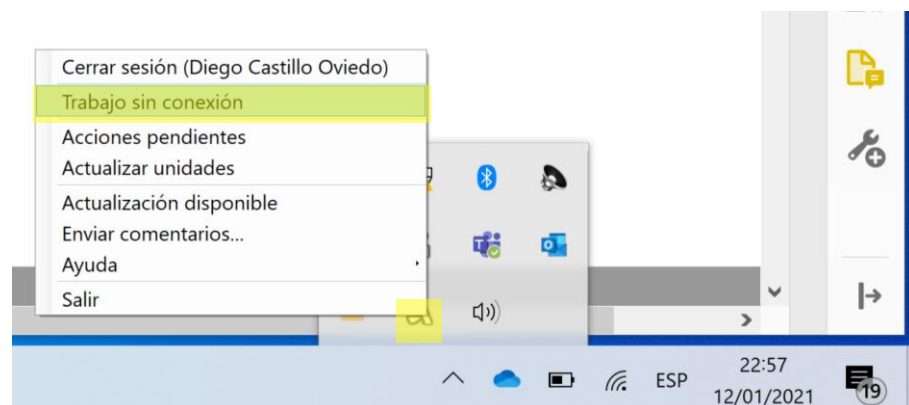 Cerrar sesión (Diego Castillo Oviedo)
Trabajo sin conexión
Acciones pendientes
Actualizar unidades
Actualización disponible
Enviar comentarios...
Ayuda
Salir
ESP
22:57
12/01/2021
19